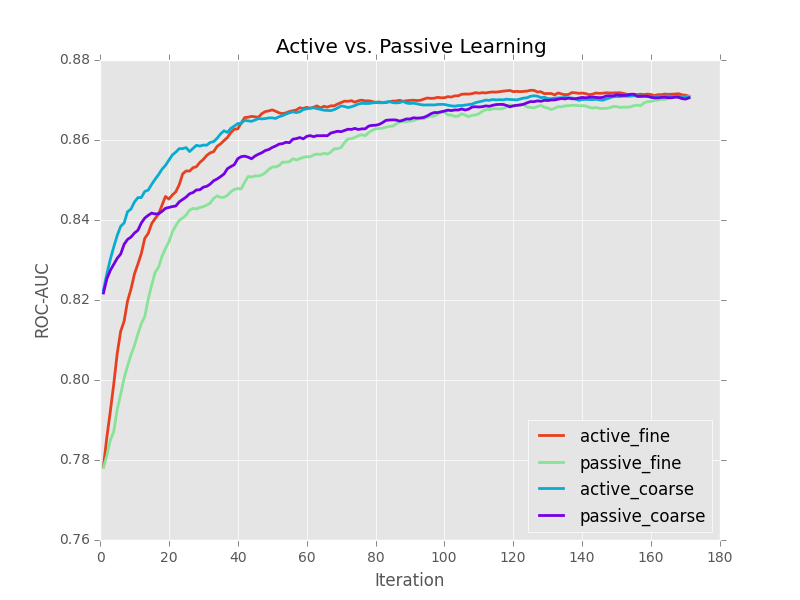 Active vs. Passive Learning
0.88
0.86
0.84
0.82
0.80
0.78
0.76
ROC-AUC
0 20 40 60 80 100 120 140 160 180
Iteration
active_fine
passive_fine
active_coarse
passive_coarse